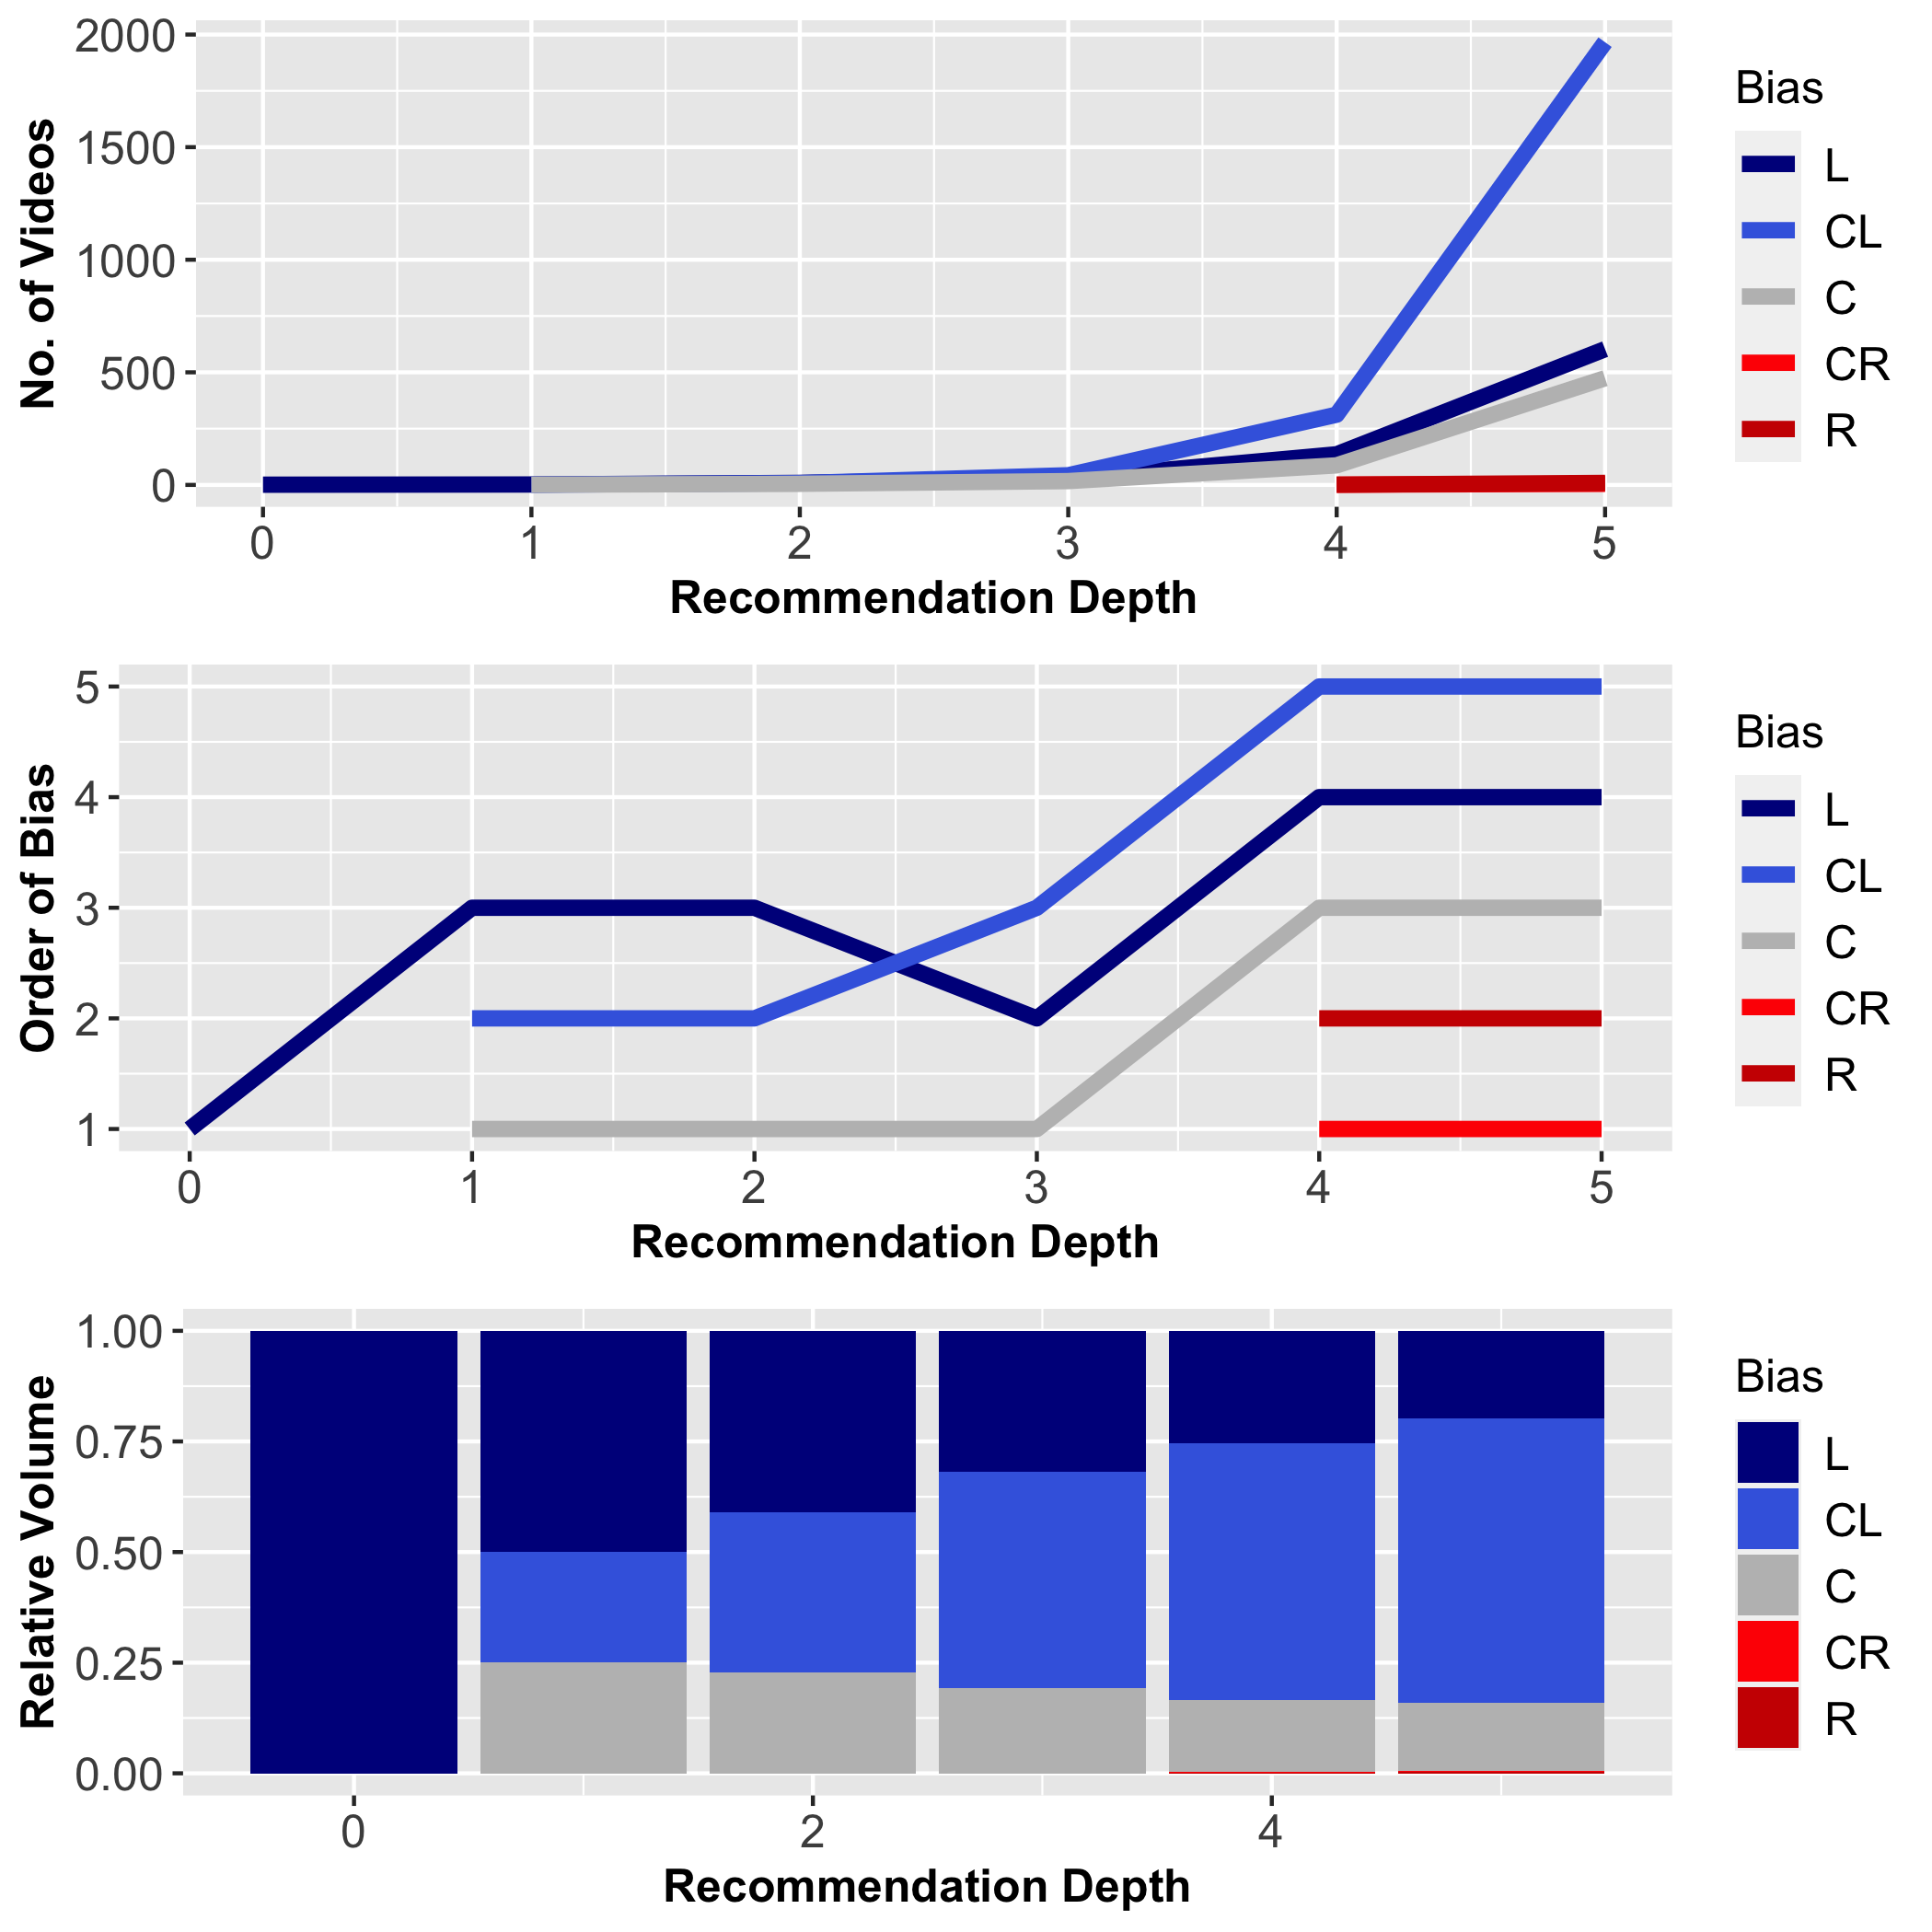 2000
1500
1000
500
0
No. of Videos
0 1 2 3 4 5
Recommendation Depth
Bias
L
CL
C
CR
R
5
4
3
2
1
Order of Bias
0 1 2 3 4 5
Recommendation Depth
Bias
L
CL
C
CR
R
1.00
0.75
0.50
0.25
0.00
Relative Volume
0 2 4
Recommendation Depth
Bias
L
CL
C
CR
R